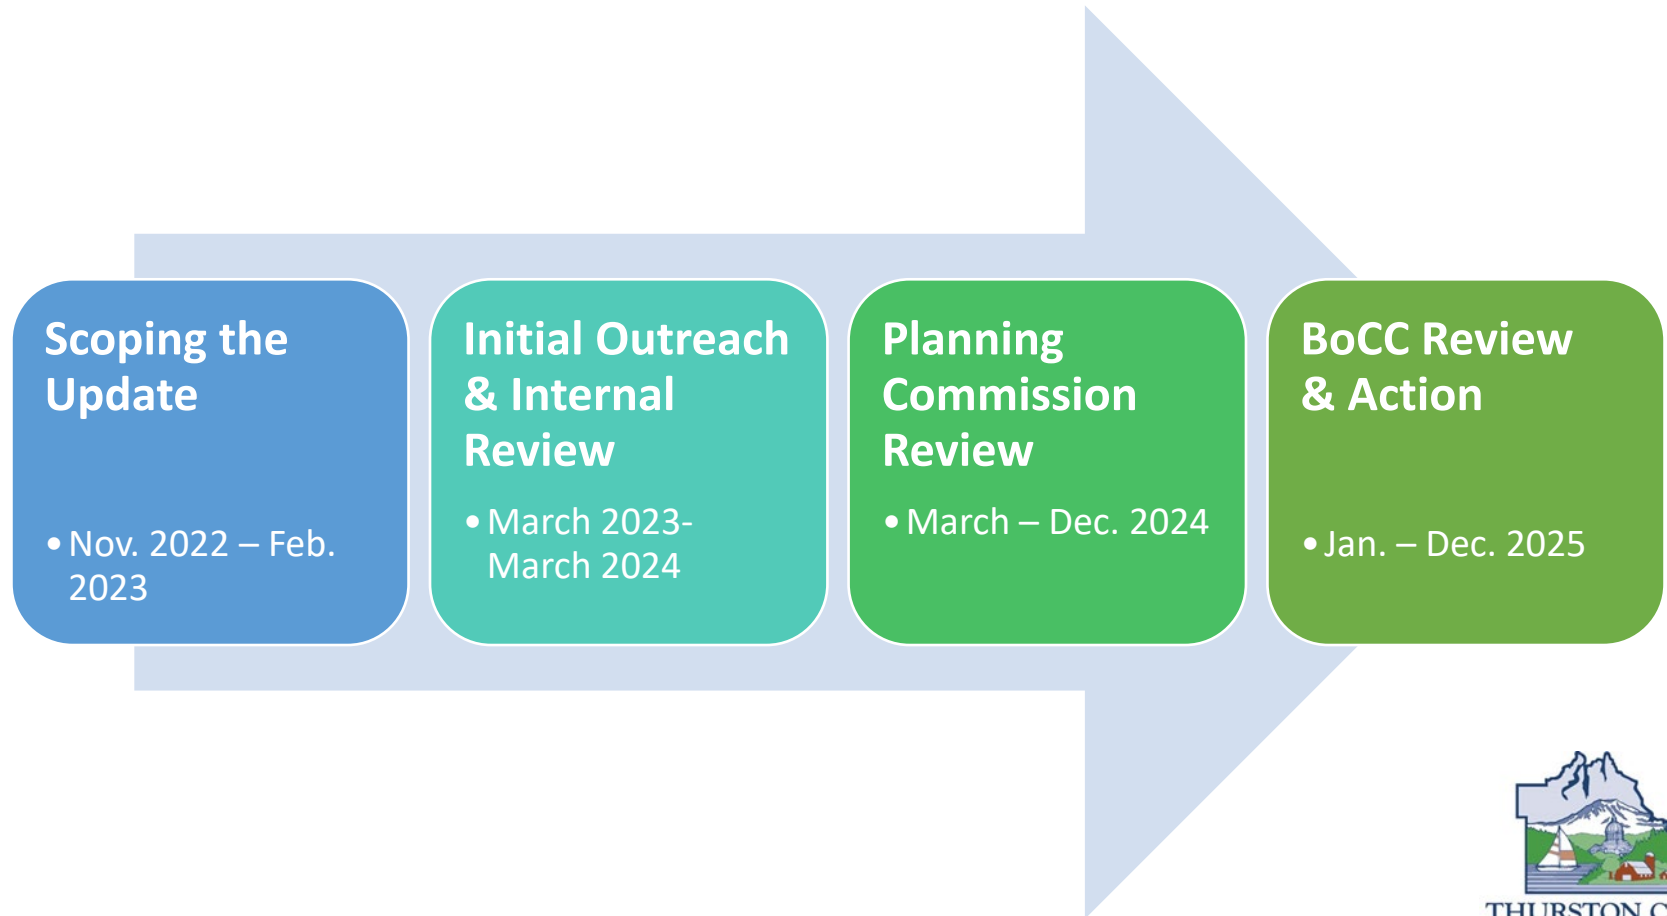 Scoping the
Update
•Nov. 2022 – Feb.
2023
Initial Outreach
& Internal
Review
•March 2023-
March 2024
Planning
Commission
Review
•March – Dec. 2024
BoCC Review
& Action
•Jan. – Dec. 2025
THURSTON